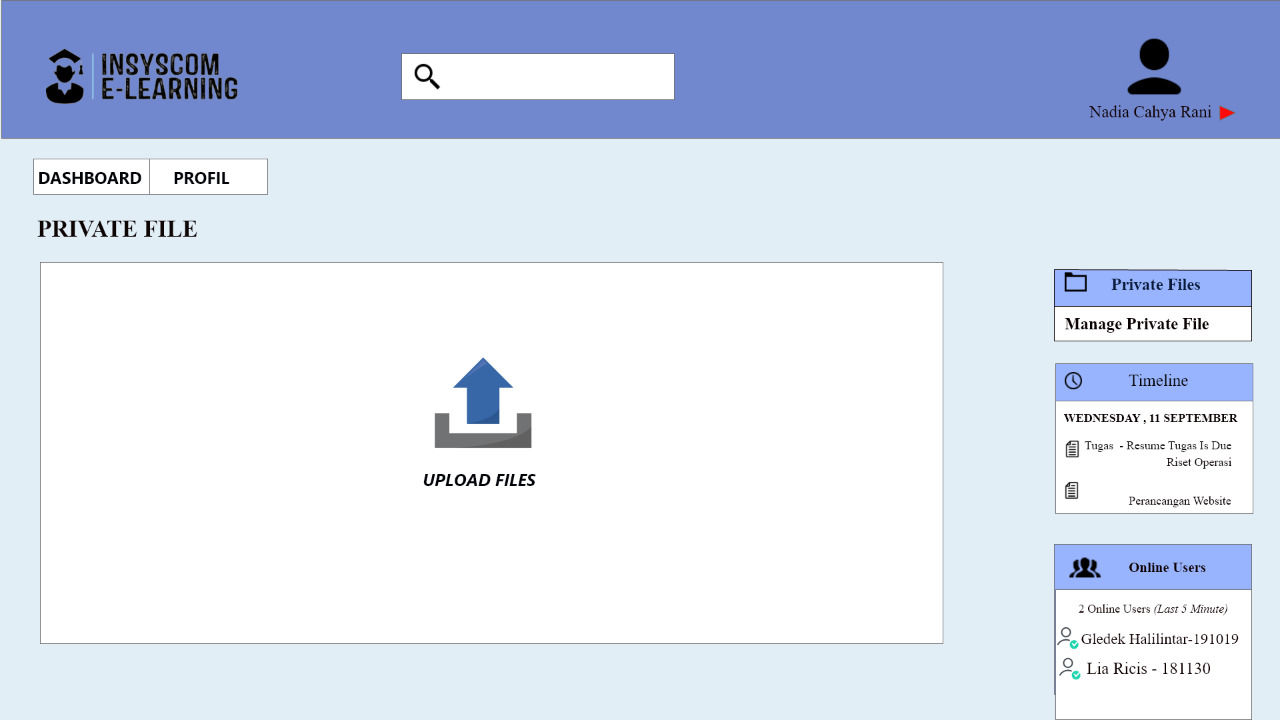 INSYSCOM
E-LEARNING
Nadia Cahya Rani
DASHBOARD PROFIL
PRIVATE FILE
UPLOAD FILES
Private Files
Manage Private File
Timeline
WEDNESDAY , 11 SEPTEMBER
Tugas - Resume Tugas Is Due
Riset Operasi
Perancangan Website
Online Users
2 Online Users (Last 5 Minute)
Gledek Halilintar-191019
Lia Ricis - 181130